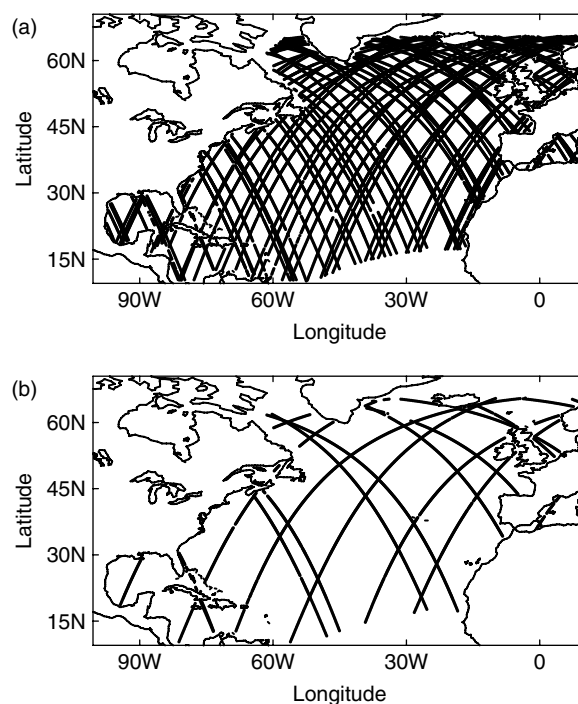 (a)
60N
45N
30N
15N
Latitude
90W 60W 30W 0
Longitude
(b)
60N
45N
30N
15N
Latitude
90W 60W 30W 0
Longitude